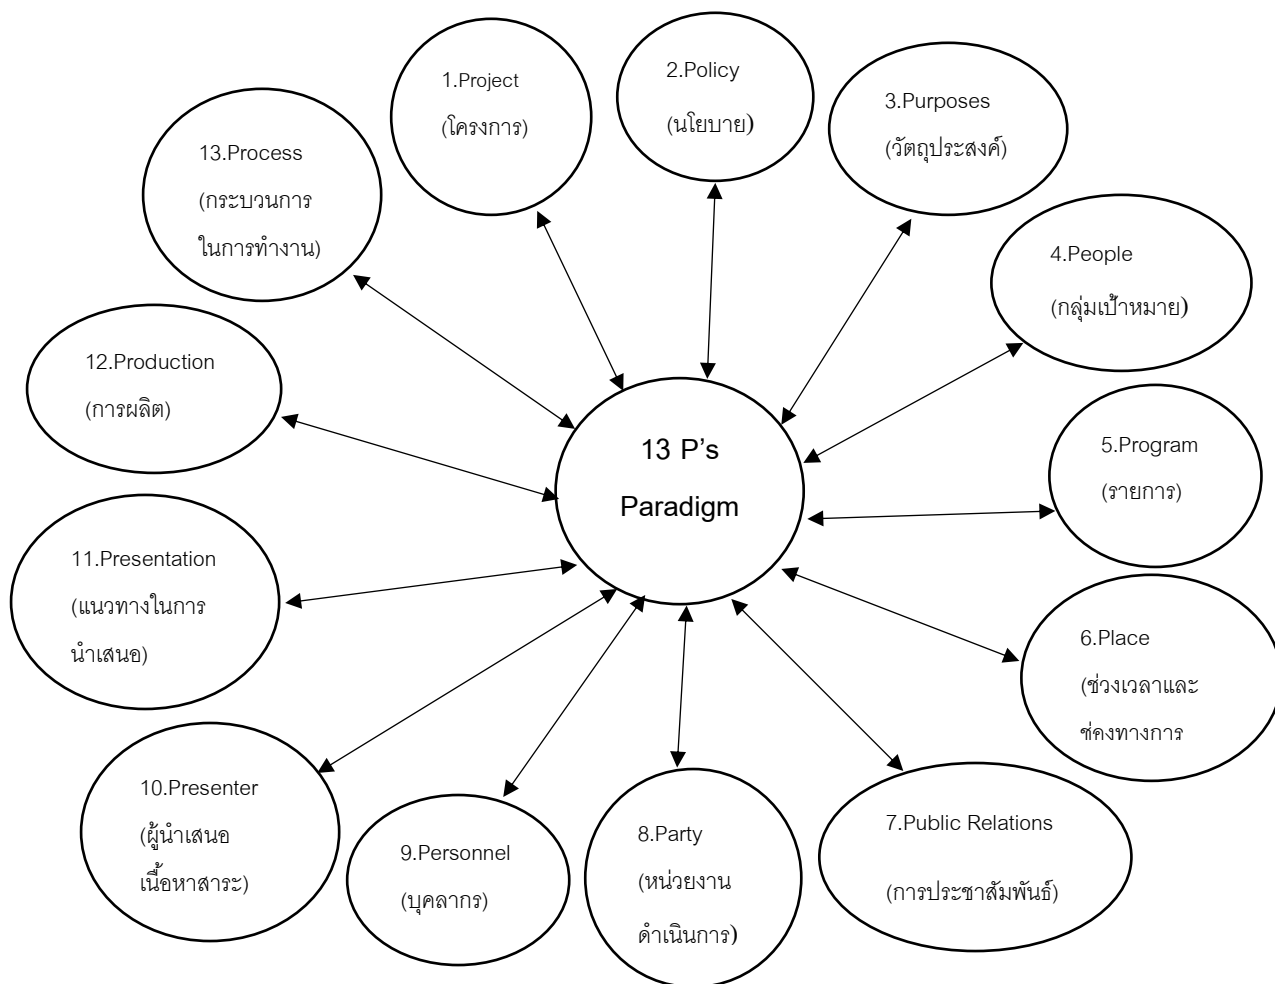 1.Project
(โครงการ)
2.Policy
(นโยบาย)
3.Purposes
(วัตถุประสงค์)
4.People
(กลุ่มเป้าหมาย)
5.Program
(รายการ)
6.Place
(ช่วงเวลาและ
ช่คงทางการ
7.Public Relations
(การประชาสัมพันธ์)
8.Party
(หน่วยงาน
ดำเนินการ)
9.Personnel
(บุคลากร)
10.Presenter
(ผู้นำเสนอ
เนื้อหาสาระ)
11.Presentation
(แนวทางในการ
นำเสนอ)
12.Production
(การผลิต)
13.Process
(กระบวนการ
ในการทำงาน)
13 P's
Paradigm